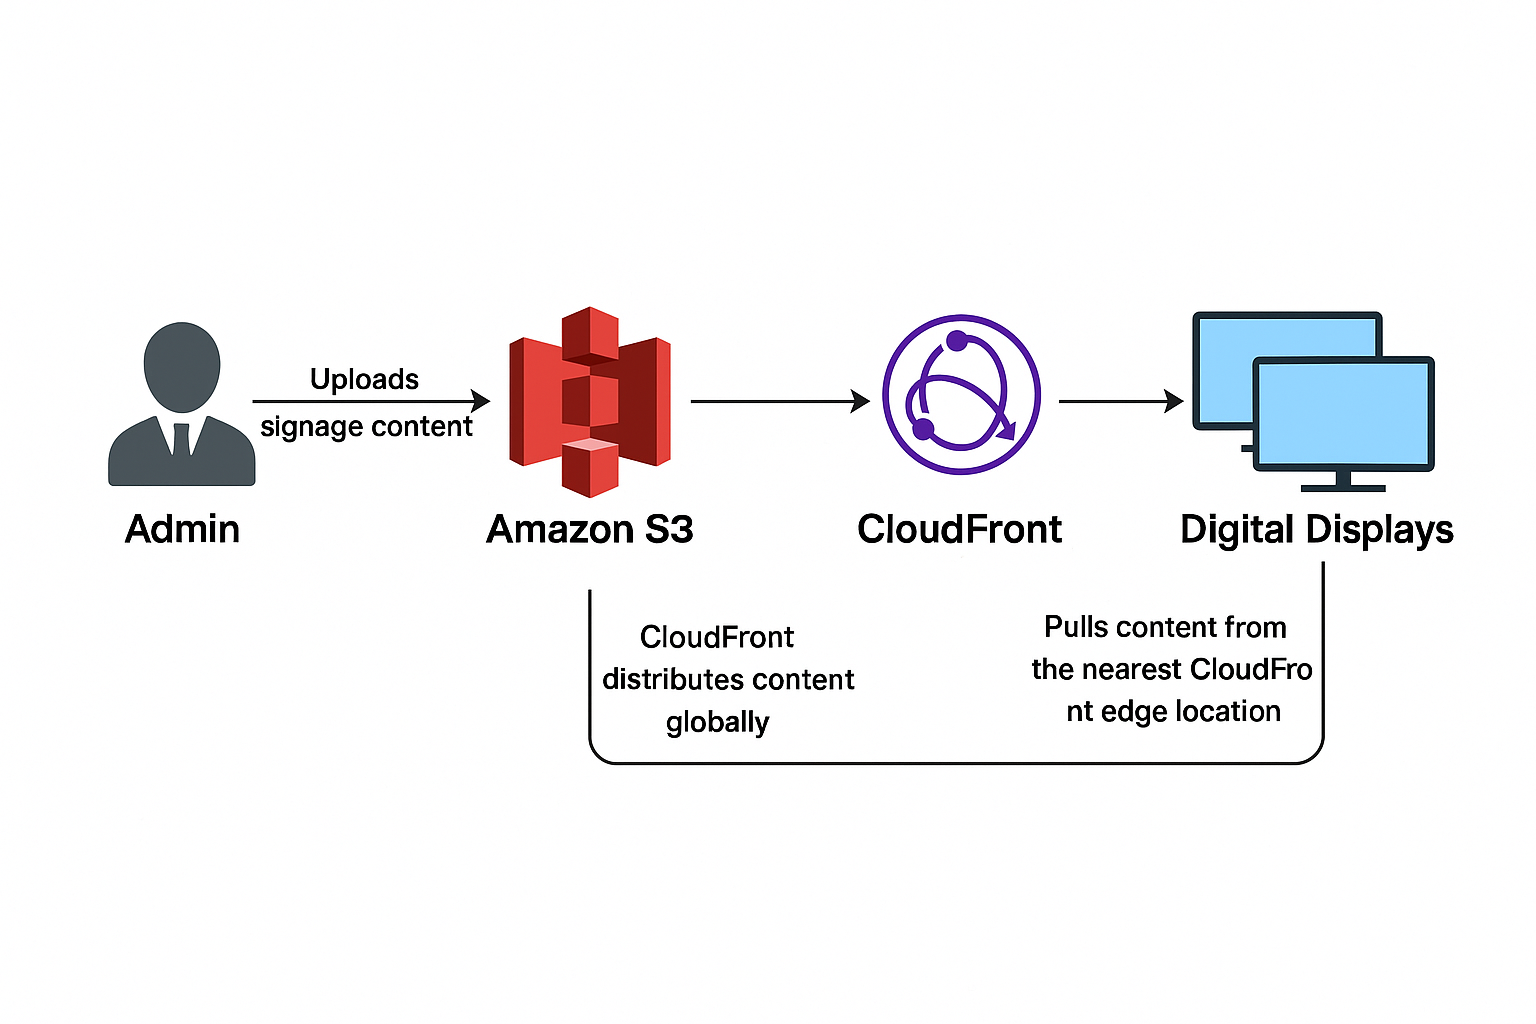 Uploads
signage content
Admin
Amazon S3
CloudFront
Digital Displays
CloudFront
distributes content
globally
Pulls content from
the nearest CloudFro
nt edge location